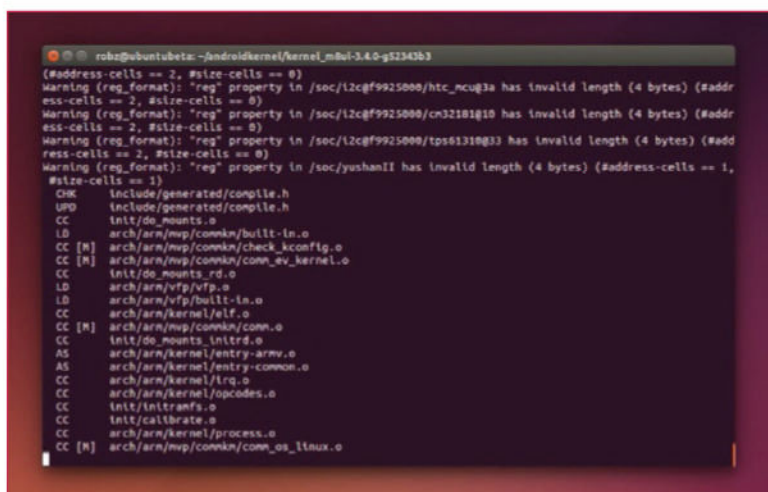 robz@ubuntubeta: ~/androidkernel/kernel_m8ul-3.4.0-g52343b3
(#address-cells == 2, #size-cells == 0)
Warning (reg_format): "reg" property in /soc/i2c@f9925000/htc_mcu@3a has invalid length (4 bytes) (#addr
ess-cells == 2, #size-cells == 0)
Warning (reg_format): "reg" property in /soc/i2c@f9925000/cm32181@10 has invalid length (4 bytes) (#addr
ess-cells == 2, #size-cells == 0)
Warning (reg_format): "reg" property in /soc/i2c@f9925000/tps61310@33 has invalid length (4 bytes) (#add
ress-cells == 2, #size-cells == 0)
Warning (reg_format): "reg" property in /soc/yushanII has invalid length (4 bytes) (#address-cells == 1,
#size-cells == 1)
CHK include/generated/compile.h
UPD include/generated/compile.h
CC init/do_mounts.o
LD arch/arm/mvp/commkm/built-in.o
CC [M] arch/arm/mvp/commkm/check_kconfig.o
CC [M] arch/arm/mvp/commkm/comm_ev_kernel.o
CC init/do_mounts_rd.o
LD arch/arm/vfp/vfp.o
LD arch/arm/vfp/built-in.o
CC arch/arm/kernel/elf.o
CC [M] arch/arm/mvp/commkm/comm.o
CC init/do_mounts_initrd.o
AS arch/arm/kernel/entry-armv.o
AS arch/arm/kernel/entry-common.o
CC arch/arm/kernel/irq.o
CC arch/arm/kernel/opcodes.o
CC init/initramfs.o
CC init/calibrate.o
CC arch/arm/kernel/process.o
CC [M] arch/arm/mvp/commkm/comm_os_linux.o